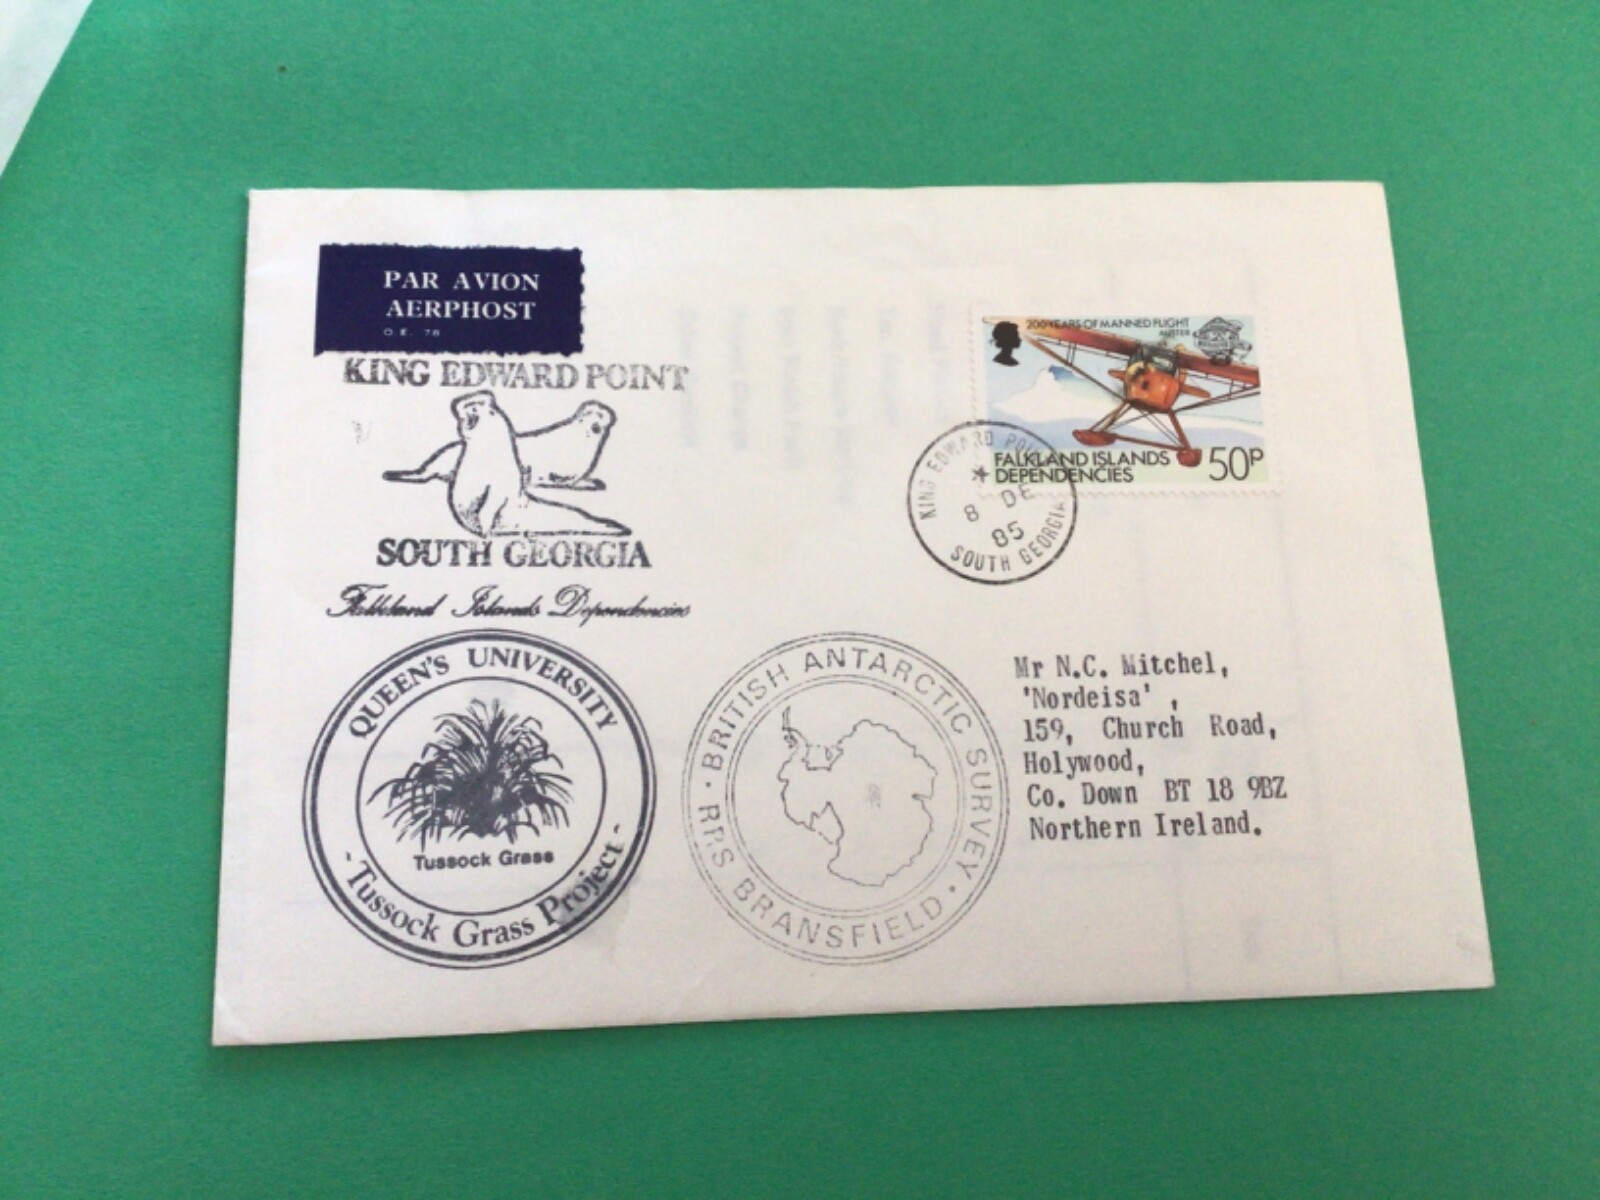 PAR AVION
AERPHOST
O.E. 78
KING EDWARD POINT
SOUTH GEORGIA
Falkland Islands Dependencies
200 YEARS OF MANNED FLIGHT
AUSTER
FALKLAND ISLANDS
DEPENDENCIES
50P
KING EDWARD POINT
8 DE
85
SOUTH GEORGIA
QUEEN'S UNIVERSITY
Tussock Grass
- Tussock Grass Project -
· BRITISH ANTARCTIC SURVEY ·
RRS BRANSFIELD
Mr N.C. Mitchel,
'Nordeisa',
159, Church Road,
Holywood,
Co. Down BT 18 9BZ
Northern Ireland.